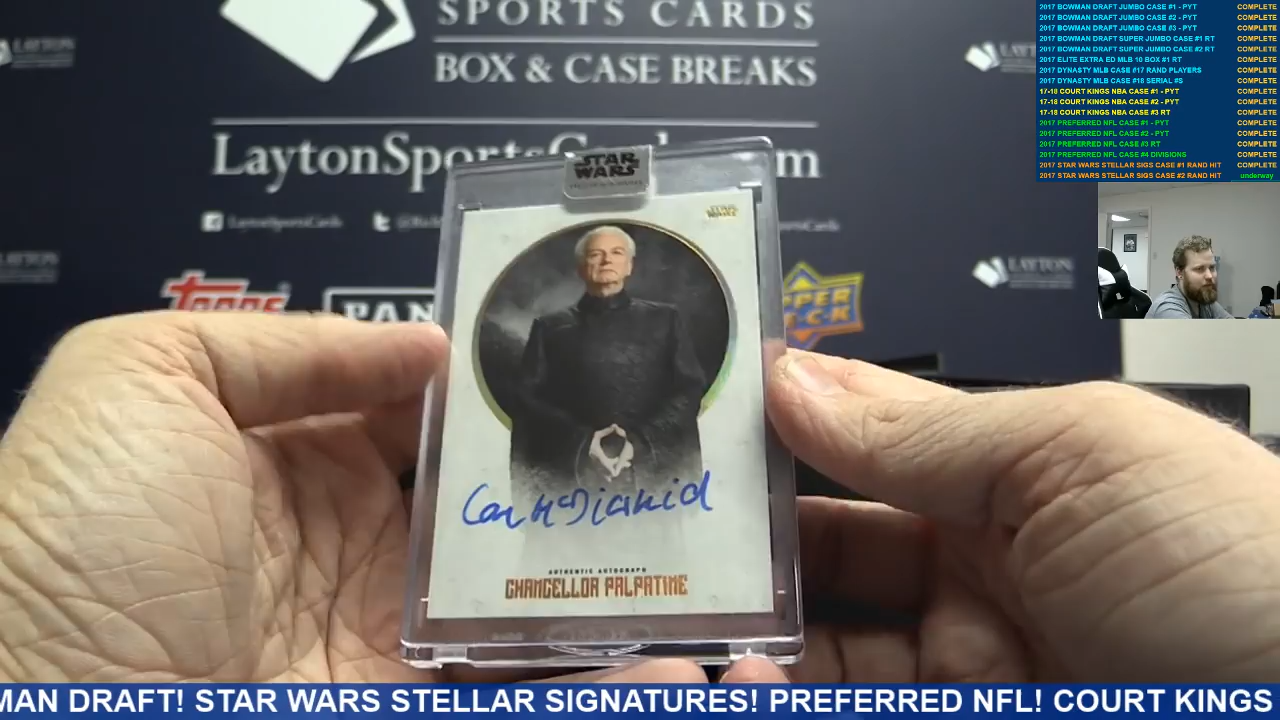 SPORTS CARDS
BOX & CASE BREAKS
LAYTON
LaytonSportsCards.com
LaytonSportsCards
TOPPS
PANINI
UPPER DECK
LAYTON
STAR WARS
STAR WARS
Ian McDiarmid
AUTHENTIC AUTOGRAPH
CHANCELLOR PALPATINE
2017 BOWMAN DRAFT JUMBO CASE #1 - PYT COMPLETE
2017 BOWMAN DRAFT JUMBO CASE #2 - PYT COMPLETE
2017 BOWMAN DRAFT JUMBO CASE #3 - PYT COMPLETE
2017 BOWMAN DRAFT SUPER JUMBO CASE #1 RT COMPLETE
2017 BOWMAN DRAFT SUPER JUMBO CASE #2 RT COMPLETE
2017 ELITE EXTRA ED MLB 10 BOX #1 RT COMPLETE
2017 DYNASTY MLB CASE #17 RAND PLAYERS COMPLETE
2017 DYNASTY MLB CASE #18 SERIAL #S COMPLETE
17-18 COURT KINGS NBA CASE #1 - PYT COMPLETE
17-18 COURT KINGS NBA CASE #2 - PYT COMPLETE
17-18 COURT KINGS NBA CASE #3 RT COMPLETE
2017 PREFERRED NFL CASE #1 - PYT COMPLETE
2017 PREFERRED NFL CASE #2 - PYT COMPLETE
2017 PREFERRED NFL CASE #3 RT COMPLETE
2017 PREFERRED NFL CASE #4 DIVISIONS COMPLETE
2017 STAR WARS STELLAR SIGS CASE #1 RAND HIT COMPLETE
2017 STAR WARS STELLAR SIGS CASE #2 RAND HIT underway
MAN DRAFT! STAR WARS STELLAR SIGNATURES! PREFERRED NFL! COURT KINGS